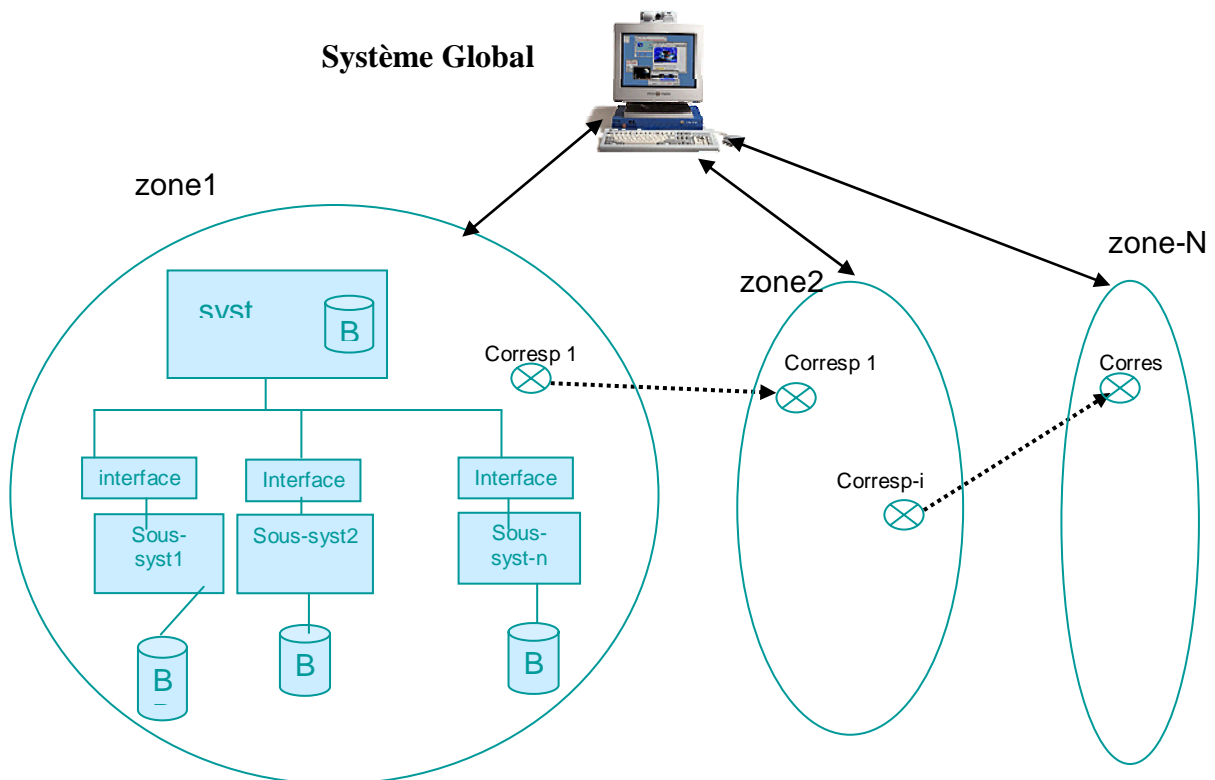 Système Global
zone1
zone2
zone-N
syst
B
Corresp 1
Corresp 1
Corres
Corresp-i
interface
Interface
Interface
Sous-
syst1
Sous-syst2
Sous-
syst-n
B
B
B